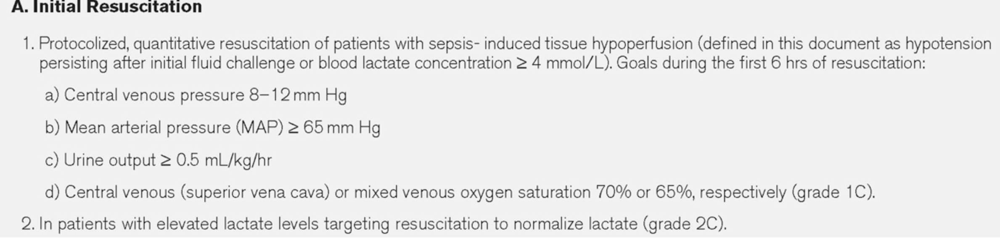 A. Initial Resuscitation
1. Protocolized, quantitative resuscitation of patients with sepsis- induced tissue hypoperfusion (defined in this document as hypotension
persisting after initial fluid challenge or blood lactate concentration ≥ 4 mmol/L). Goals during the first 6 hrs of resuscitation:
a) Central venous pressure 8–12 mm Hg
b) Mean arterial pressure (MAP) ≥ 65 mm Hg
c) Urine output ≥ 0.5 mL/kg/hr
d) Central venous (superior vena cava) or mixed venous oxygen saturation 70% or 65%, respectively (grade 1C).
2. In patients with elevated lactate levels targeting resuscitation to normalize lactate (grade 2C).